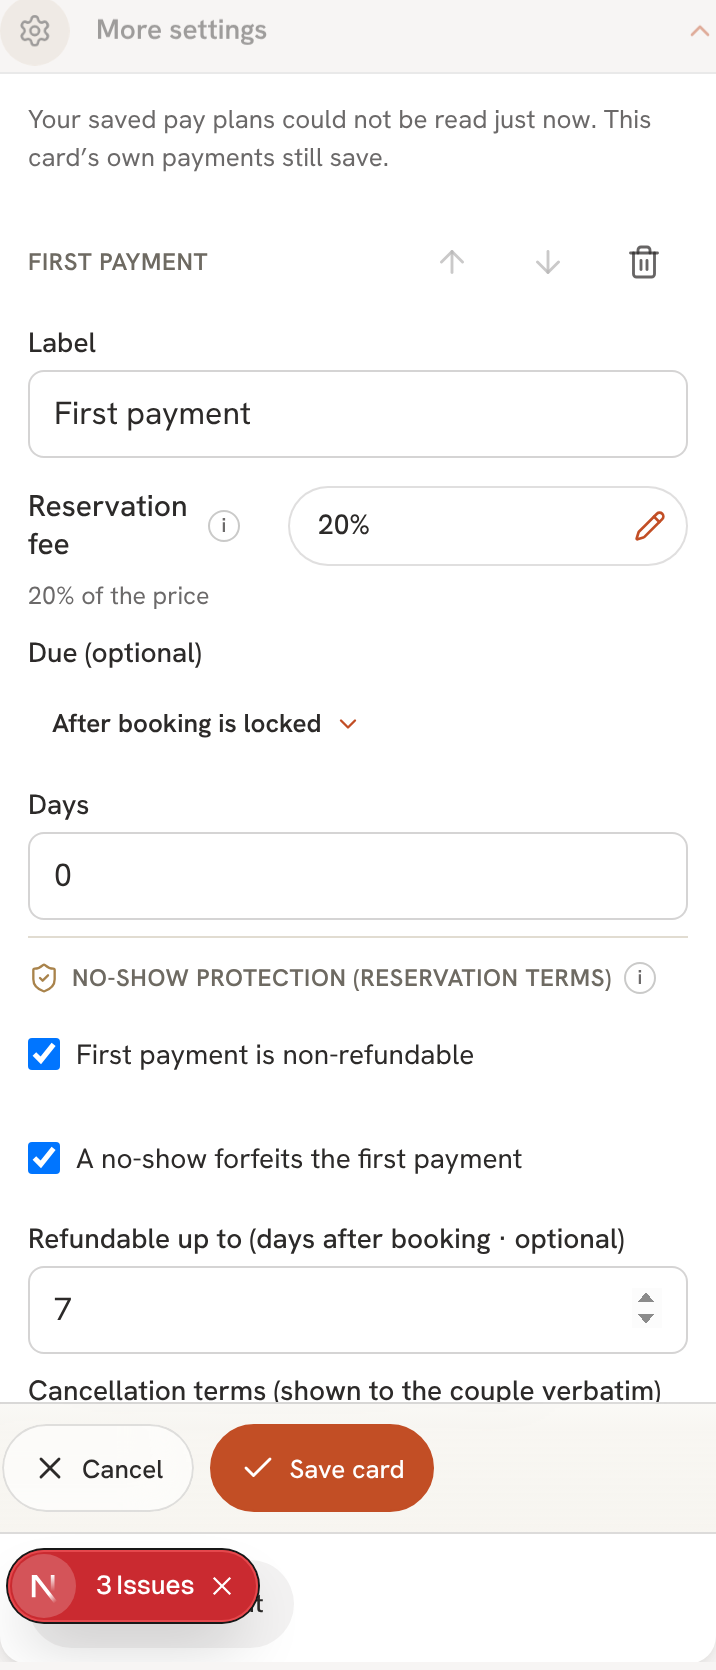 More settings
Your saved pay plans could not be read just now. This
card’s own payments still save.
FIRST PAYMENT
Label
First payment
Reservation
fee
i
20%
20% of the price
Due (optional)
After booking is locked
Days
0
NO-SHOW PROTECTION (RESERVATION TERMS)
i
First payment is non-refundable
A no-show forfeits the first payment
Refundable up to (days after booking · optional)
7
Cancellation terms (shown to the couple verbatim)
Cancel
Save card
N
3 Issues